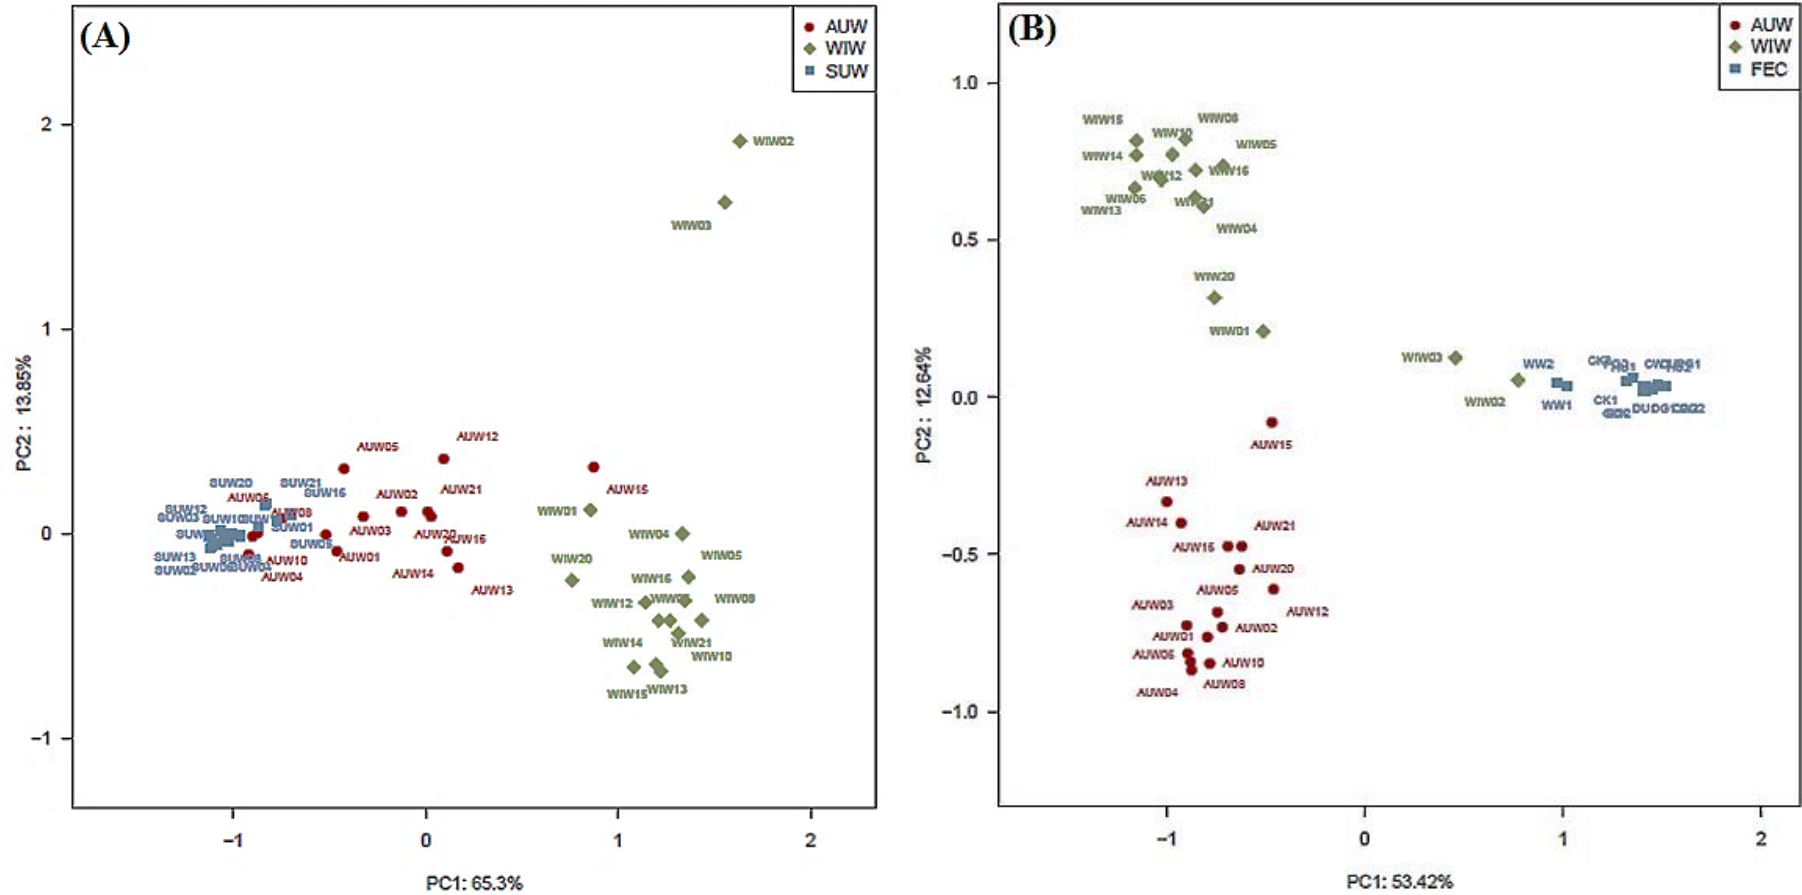 (A)
AUW
WIW
SUW
2
1
0
−1
PC2 : 13.85%
WIW02
WIW03
AUW12
AUW05
AUW21
AUW15
SUW20
SUW21
SUW16
AUW02
SUW12
AUW08
WIW01
SUW03
SUW01
AUW03
AUW16
WIW04
AUW01
WIW05
SUW13
AUW10
WIW20
SUW02
SUW04
AUW04
AUW14
WIW16
AUW13
WIW12
WIW08
WIW14
WIW21
WIW10
WIW15
WIW13
−1
0
1
2
PC1: 65.3%
(B)
AUW
WIW
FEC
1.0
0.5
0.0
−0.5
−1.0
PC2 : 12.64%
WIW15
WIW08
WIW10
WIW05
WIW14
WIW16
WIW06
WIW13
WIW04
WIW20
WIW01
WIW03
WW2
WIW02
WW1
CK1
AUW15
AUW13
AUW14
AUW21
AUW16
AUW20
AUW05
AUW03
AUW12
AUW01
AUW02
AUW06
AUW10
AUW08
AUW04
−1
0
1
2
PC1: 53.42%